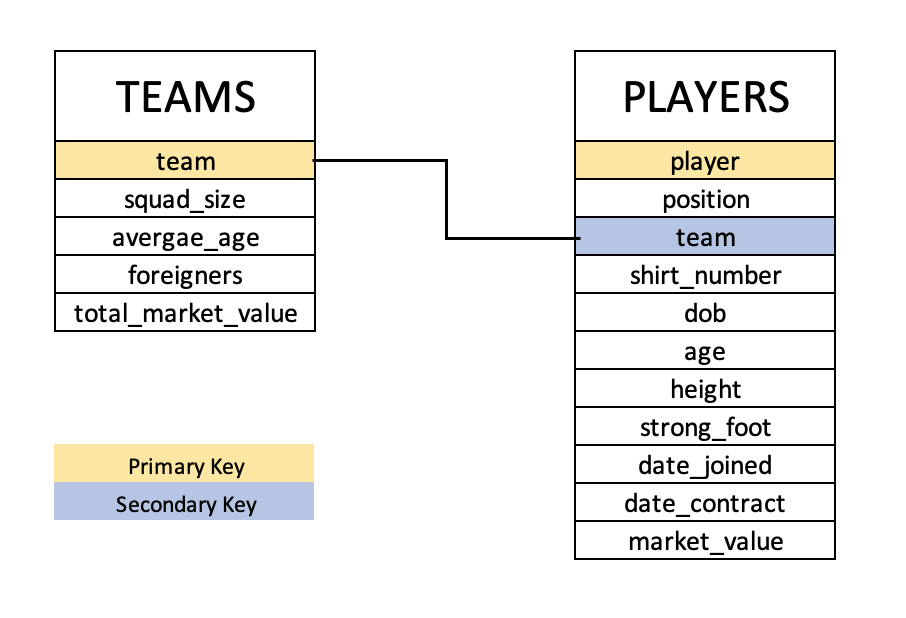 TEAMS
team
squad_size
avergae_age
foreigners
total_market_value
Primary Key
Secondary Key
PLAYERS
player
position
team
shirt_number
dob
age
height
strong_foot
date_joined
date_contract
market_value